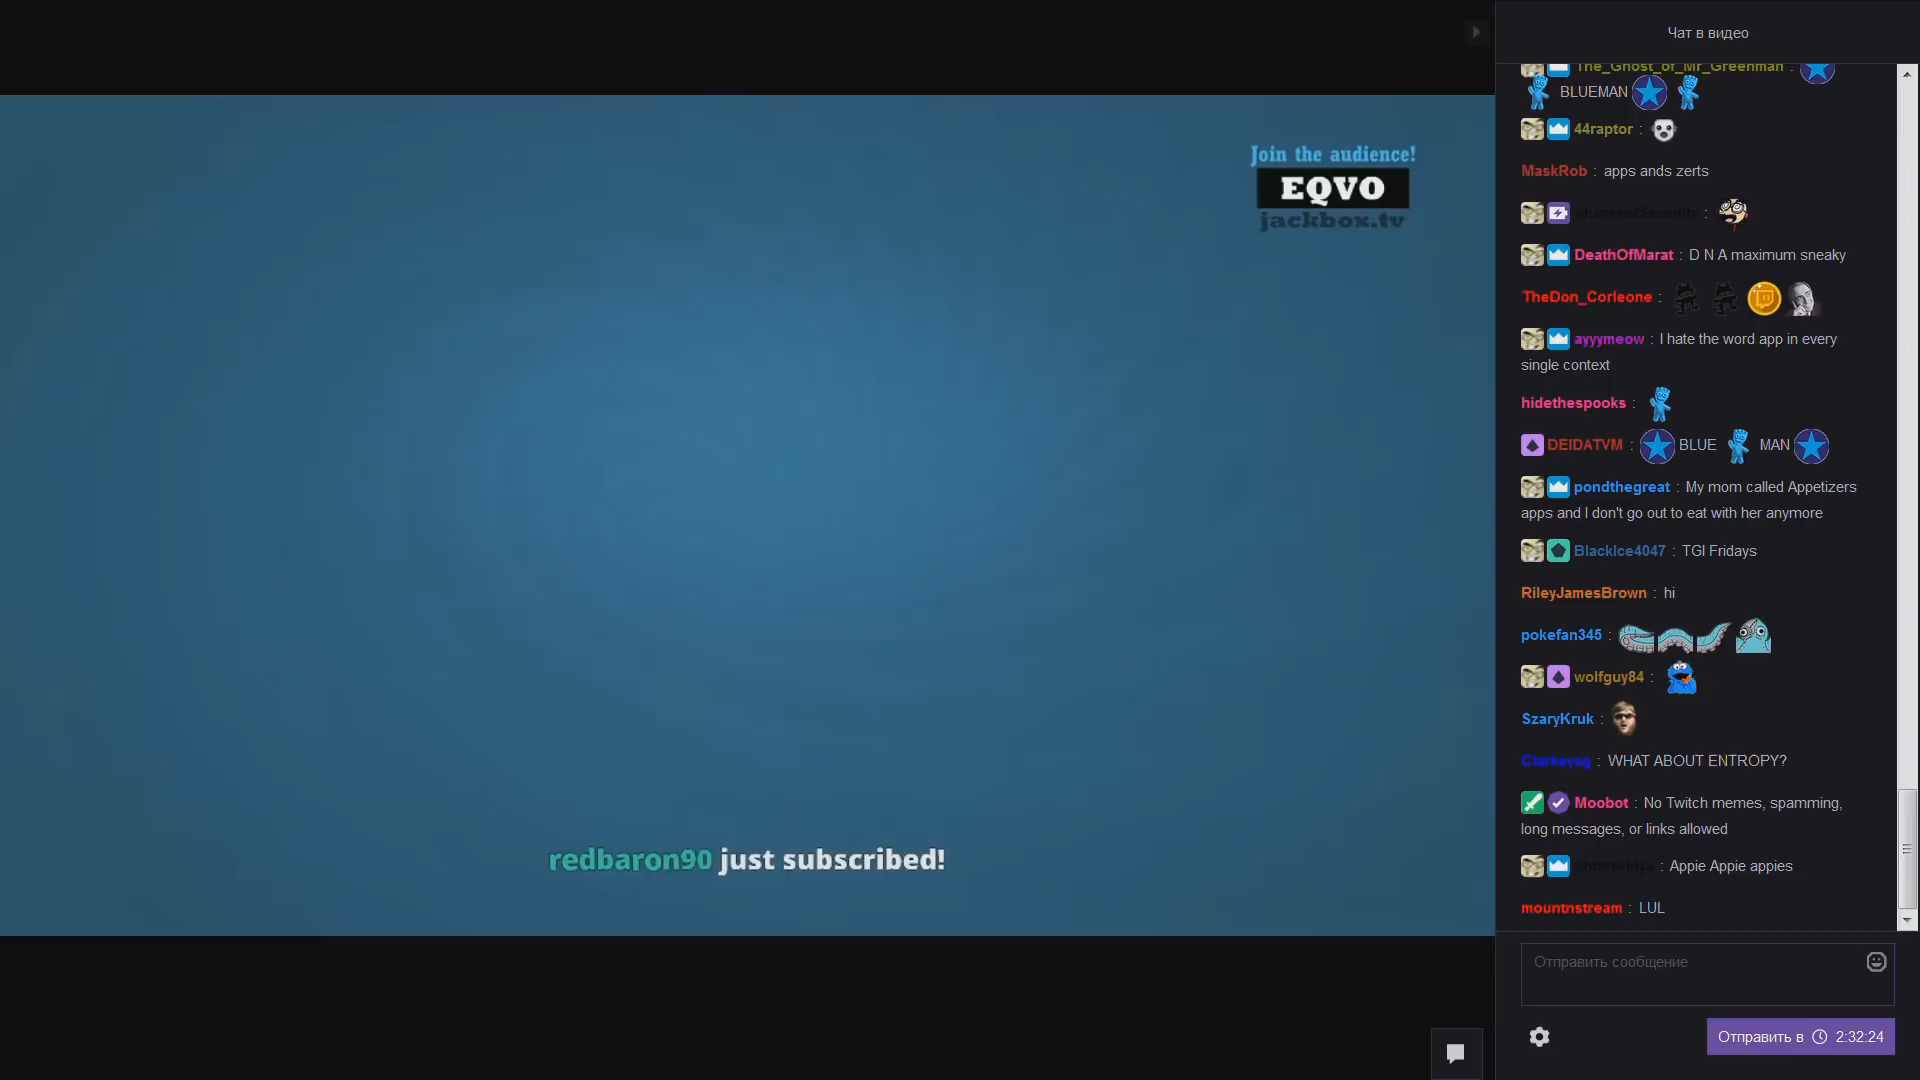 Чат в видео
The_Ghost_of_Mr_Greenman :
BLUEMAN
44raptor :
MaskRob : apps ands zerts
DeathOfMarat : D N A maximum sneaky
TheDon_Corleone :
ayyymeow : I hate the word app in every
single context
hidethespooks :
DEIDATVM : BLUE MAN
pondthegreat : My mom called Appetizers
apps and I don't go out to eat with her anymore
BlackIce4047 : TGI Fridays
RileyJamesBrown : hi
pokefan345 :
wolfguy84 :
SzaryKruk :
Clarkeysg : WHAT ABOUT ENTROPY?
Moobot : No Twitch memes, spamming,
long messages, or links allowed
: Appie Appie appies
mountnstream : LUL
Отправить сообщение
Отправить в 2:32:24
Join the audience!
EQVO
jackbox.tv
redbaron90 just subscribed!